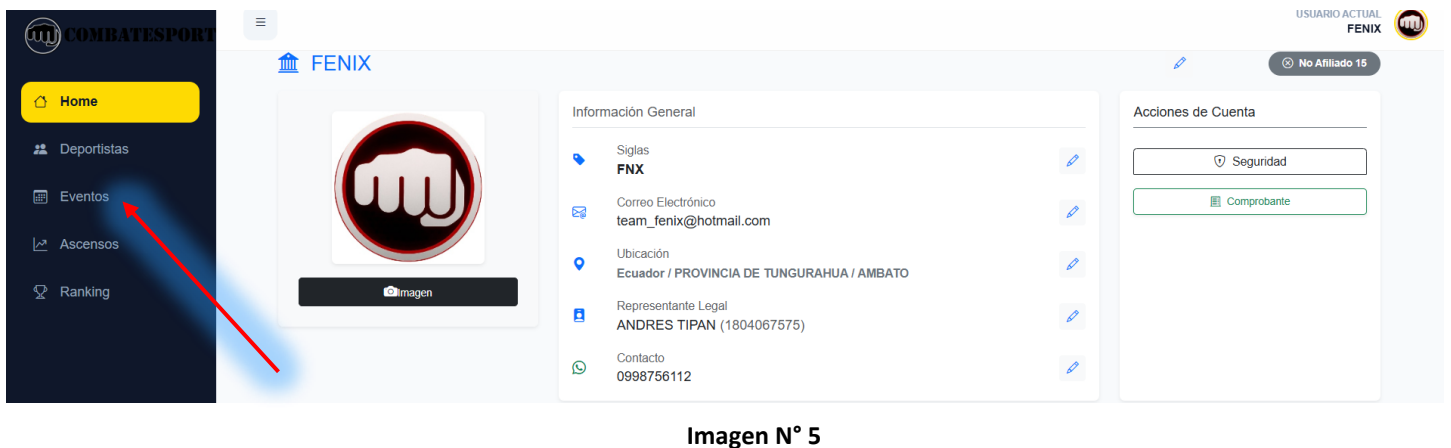 COMBATESPORT
USUARIO ACTUAL
FENIX
FENIX
No Afiliado 15
Home
Deportistas
Eventos
Ascensos
Ranking
Imagen
Información General
Siglas
FNX
Correo Electrónico
team_fenix@hotmail.com
Ubicación
Ecuador / PROVINCIA DE TUNGURAHUA / AMBATO
Representante Legal
ANDRES TIPAN (1804067575)
Contacto
0998756112
Acciones de Cuenta
Seguridad
Comprobante
Imagen N° 5